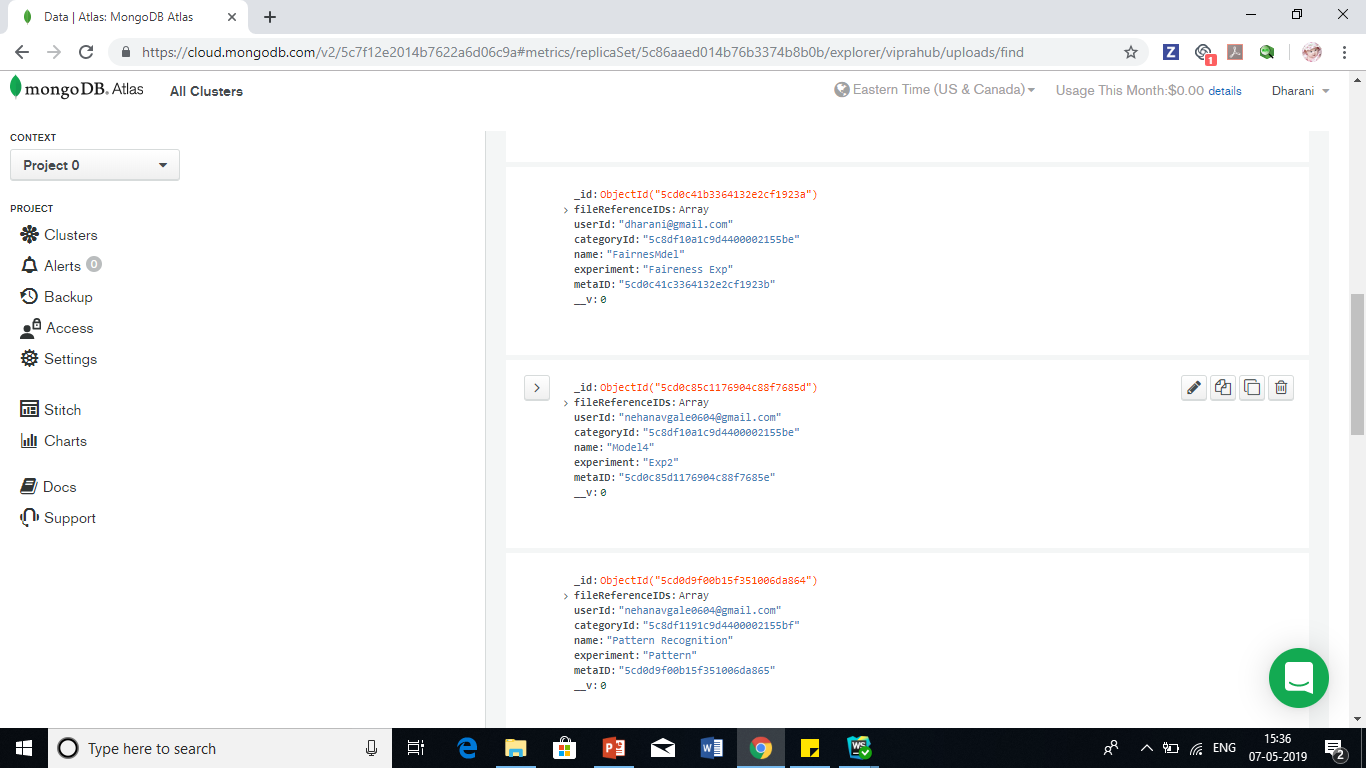 Data | Atlas: MongoDB Atlas
https://cloud.mongodb.com/v2/5c7f12e2014b7622a6d06c9a#metrics/replicaSet/5c86aaed014b76b3374b8b0b/explorer/viprahub/uploads/find
Z
1
mongoDB. Atlas
All Clusters
Eastern Time (US & Canada)
Usage This Month:$0.00 details
Dharani
CONTEXT
Project 0
PROJECT
Clusters
Alerts 0
Backup
Access
Settings
Stitch
Charts
Docs
Support
_id:ObjectId("5cd0c41b3364132e2cf1923a")
fileReferenceIDs:Array
userId:"dharani@gmail.com"
categoryId:"5c8df10a1c9d4400002155be"
name:"FairnesMdel"
experiment:"Faireness Exp"
metaID:"5cd0c41c3364132e2cf1923b"
__v:0
_id:ObjectId("5cd0c85c1176904c88f7685d")
fileReferenceIDs:Array
userId:"nehanavgale0604@gmail.com"
categoryId:"5c8df10a1c9d4400002155be"
name:"Model4"
experiment:"Exp2"
metaID:"5cd0c85d1176904c88f7685e"
__v:0
_id:ObjectId("5cd0d9f00b15f351006da864")
fileReferenceIDs:Array
userId:"nehanavgale0604@gmail.com"
categoryId:"5c8df1191c9d4400002155bf"
name:"Pattern Recognition"
experiment:"Pattern"
metaID:"5cd0d9f00b15f351006da865"
__v:0
Type here to search
ENG
15:36
07-05-2019
2